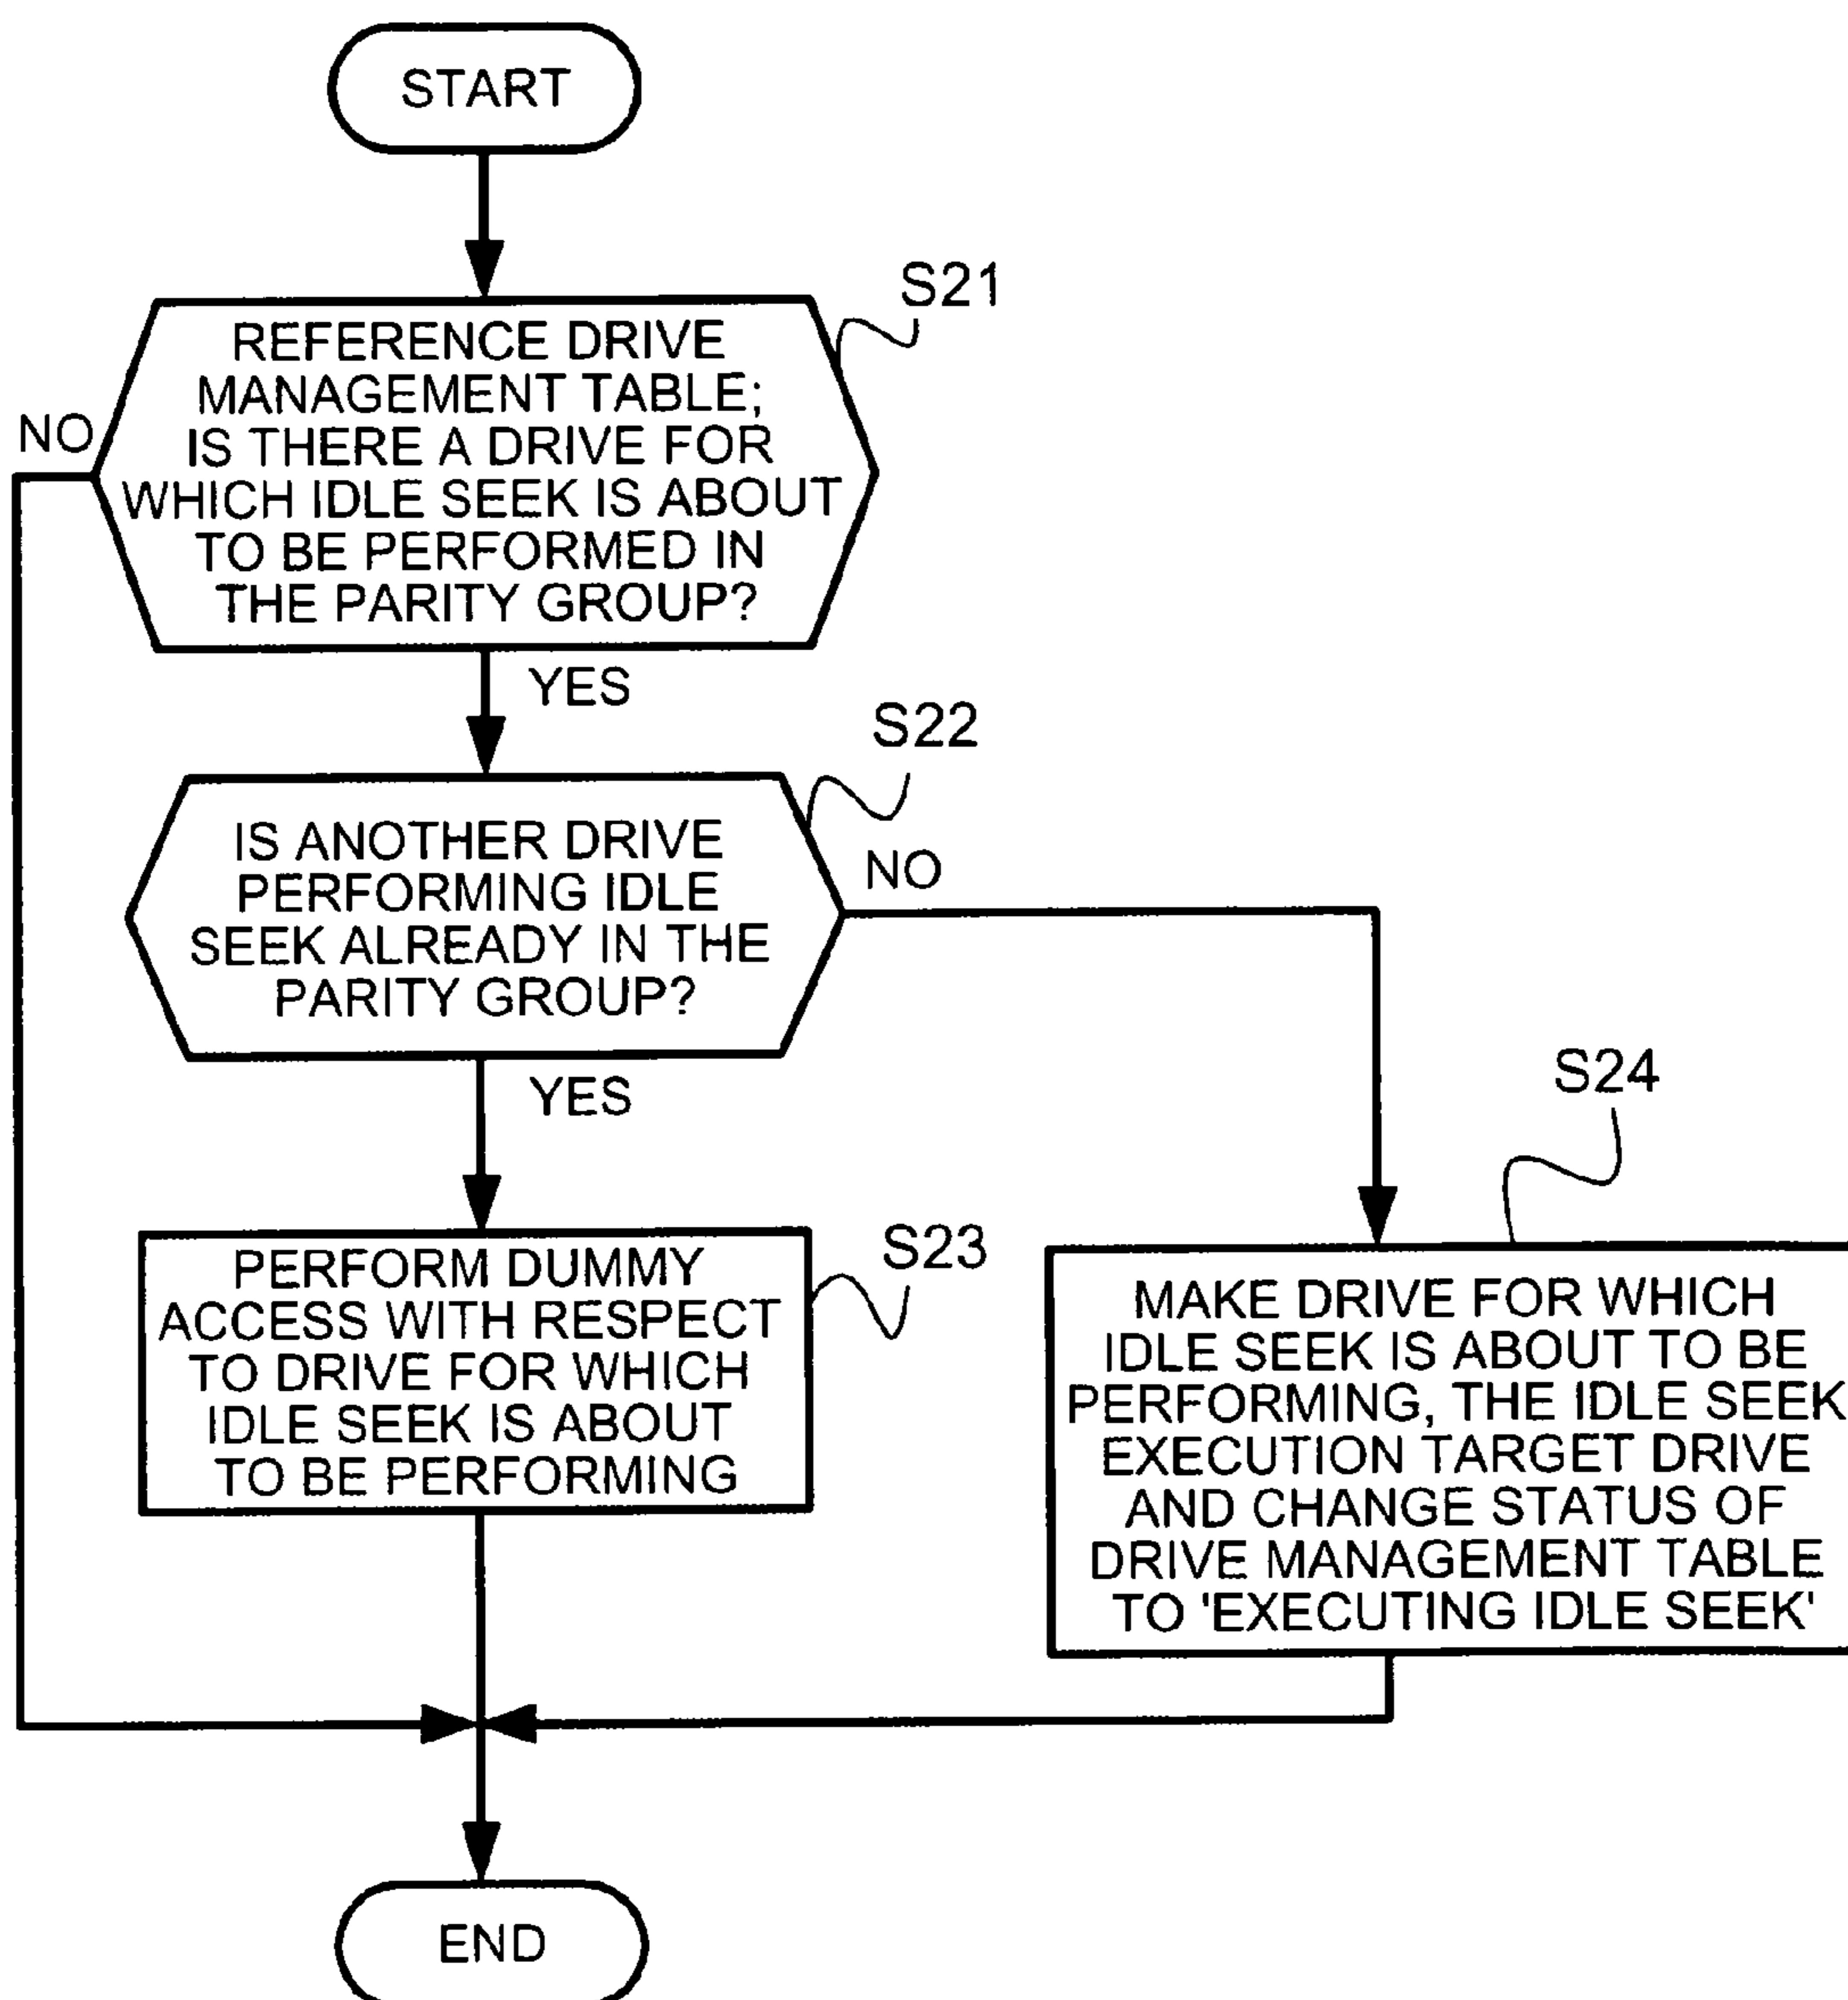 START
S21
REFERENCE DRIVE
MANAGEMENT TABLE;
IS THERE A DRIVE FOR
WHICH IDLE SEEK IS ABOUT
TO BE PERFORMED IN
THE PARITY GROUP?
NO
YES
S22
IS ANOTHER DRIVE
PERFORMING IDLE
SEEK ALREADY IN THE
PARITY GROUP?
NO
YES
S23
PERFORM DUMMY
ACCESS WITH RESPECT
TO DRIVE FOR WHICH
IDLE SEEK IS ABOUT
TO BE PERFORMING
S24
MAKE DRIVE FOR WHICH
IDLE SEEK IS ABOUT TO BE
PERFORMING, THE IDLE SEEK
EXECUTION TARGET DRIVE
AND CHANGE STATUS OF
DRIVE MANAGEMENT TABLE
TO 'EXECUTING IDLE SEEK'
END